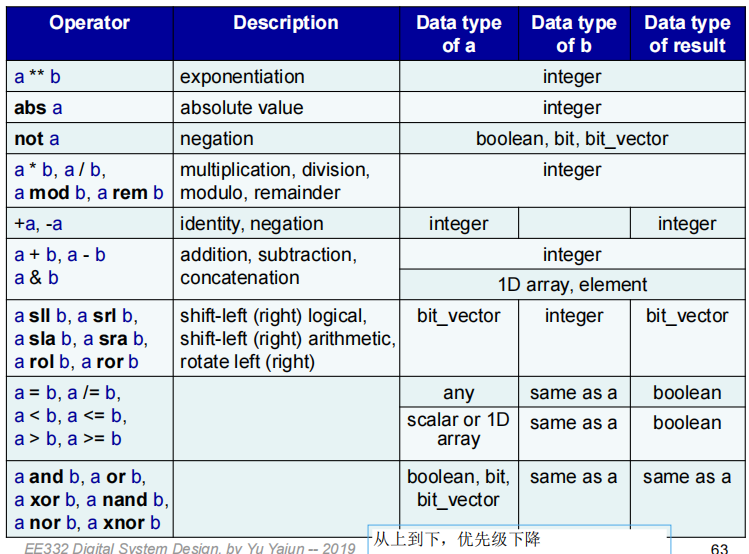 Operator Description Data type of a Data type of b Data type of result
a ** b exponentiation integer
abs a absolute value integer
not a negation boolean, bit, bit_vector
a * b, a / b, multiplication, division, integer
a mod b, a rem b modulo, remainder
+a, -a identity, negation integer integer
a + b, a - b addition, subtraction, integer
a & b concatenation 1D array, element
a sll b, a srl b shift-left (right) logical, bit_vector integer bit_vector
a sla b, a sra b, shift-left (right) arithmetic,
a rol b, a ror b rotate left (right)
a = b, a /= b, any same as a boolean
a < b, a <= b, scalar or 1D array same as a boolean
a > b, a >= b
a and b, a or b, boolean, bit, same as a same as a
a xor b, a nand b, bit_vector
a nor b, a xnor b
EE332 Digital System Design, by Yu Yajun -- 2019 从上到下，优先级下降 63